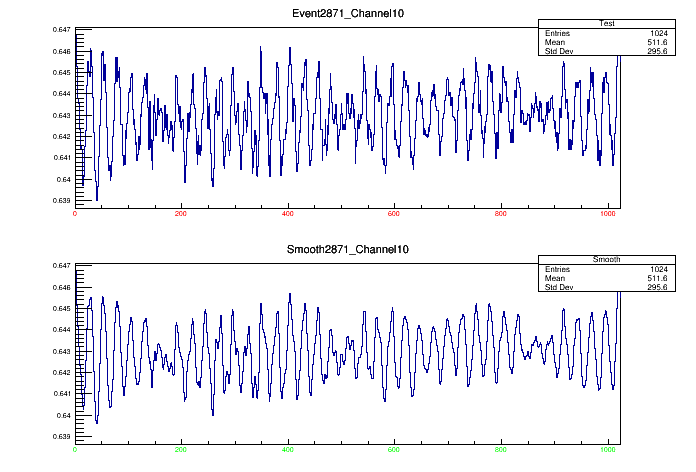 Event2871_Channel10
Test
Entries 1024
Mean 511.6
Std Dev 295.6
0.647
0.646
0.645
0.644
0.643
0.642
0.641
0.64
0.639
0 200 400 600 800 1000
Smooth2871_Channel10
Smooth
Entries 1024
Mean 511.6
Std Dev 295.6
0.647
0.646
0.645
0.644
0.643
0.642
0.641
0.64
0.639
0 200 400 600 800 1000